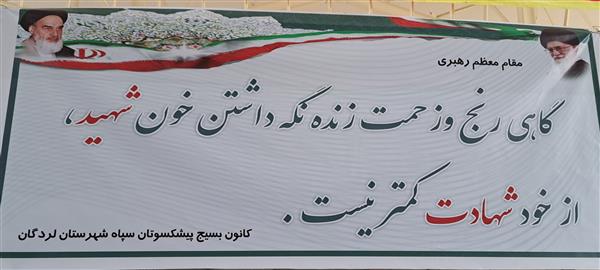 مقام معظم رهبری
گاهی رنج و زحمت زنده نگه داشتن خون شهید،
از خود شهادت کمتر نیست .
کانون بسیج پیشکسوتان سپاه شهرستان لردگان